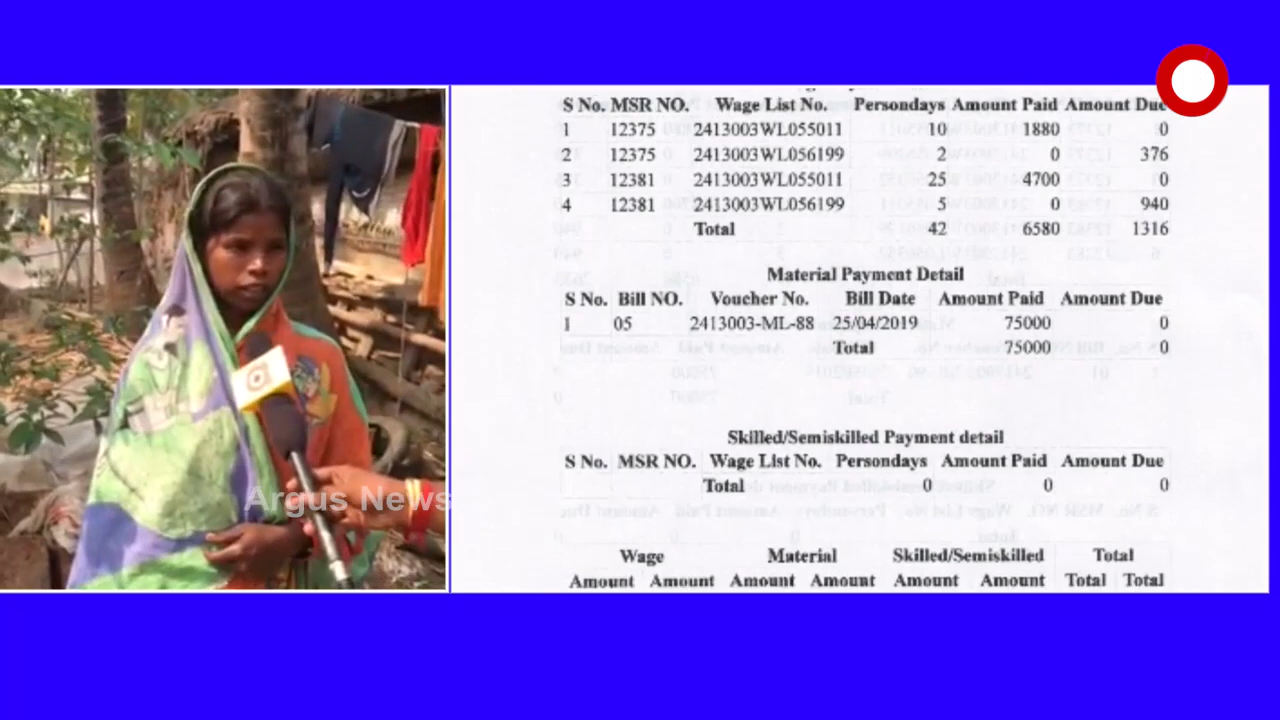 S No. MSR NO. Wage List No. Persondays Amount Paid Amount Due
1 12375 2413003WL055011 10 1880 0
2 12375 2413003WL056199 2 0 376
3 12381 2413003WL055011 25 4700 0
4 12381 2413003WL056199 5 0 940
Total 42 6580 1316
Material Payment Detail
S No. Bill NO. Voucher No. Bill Date Amount Paid Amount Due
1 05 2413003-ML-88 25/04/2019 75000 0
Total 75000 0
Skilled/Semiskilled Payment detail
S No. MSR NO. Wage List No. Persondays Amount Paid Amount Due
Total 0 0 0
Wage Material Skilled/Semiskilled Total
Amount Amount Amount Amount Amount Amount Total Total
Argus News